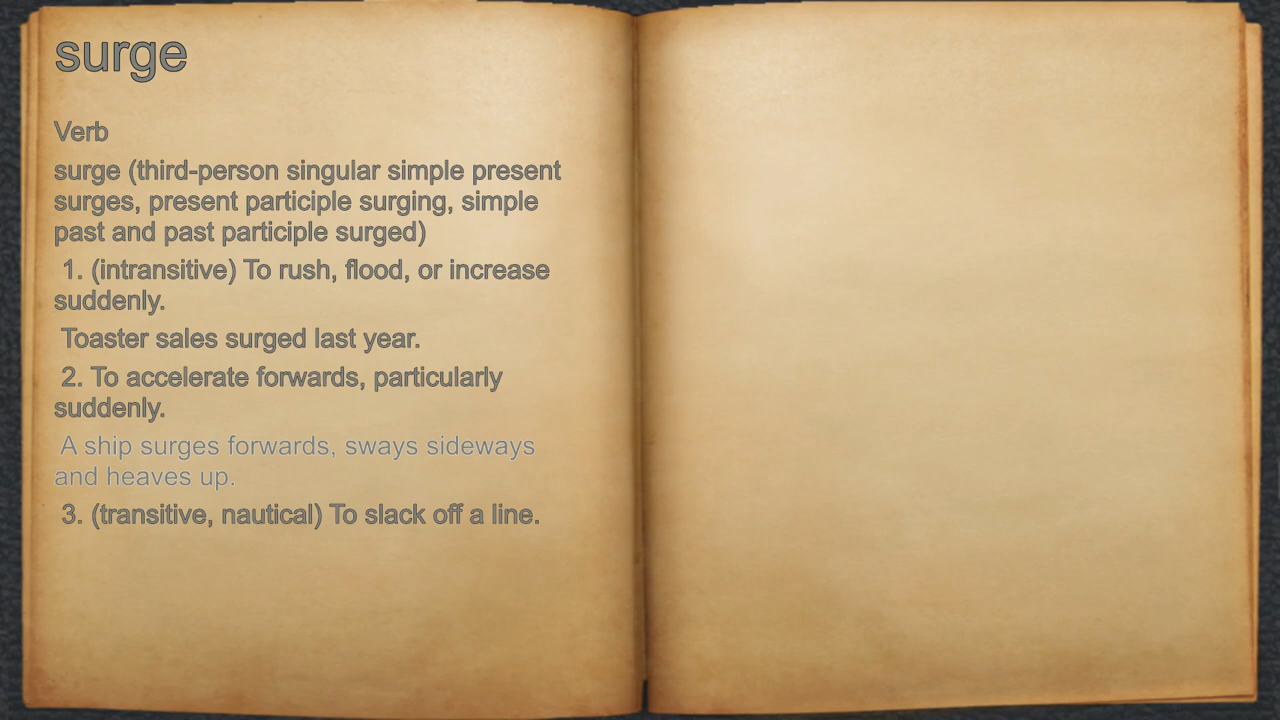 surge
Verb
surge (third-person singular simple present
surges, present participle surging, simple
past and past participle surged)
1. (intransitive) To rush, flood, or increase
suddenly.
Toaster sales surged last year.
2. To accelerate forwards, particularly
suddenly.
A ship surges forwards, sways sideways
and heaves up.
3. (transitive, nautical) To slack off a line.